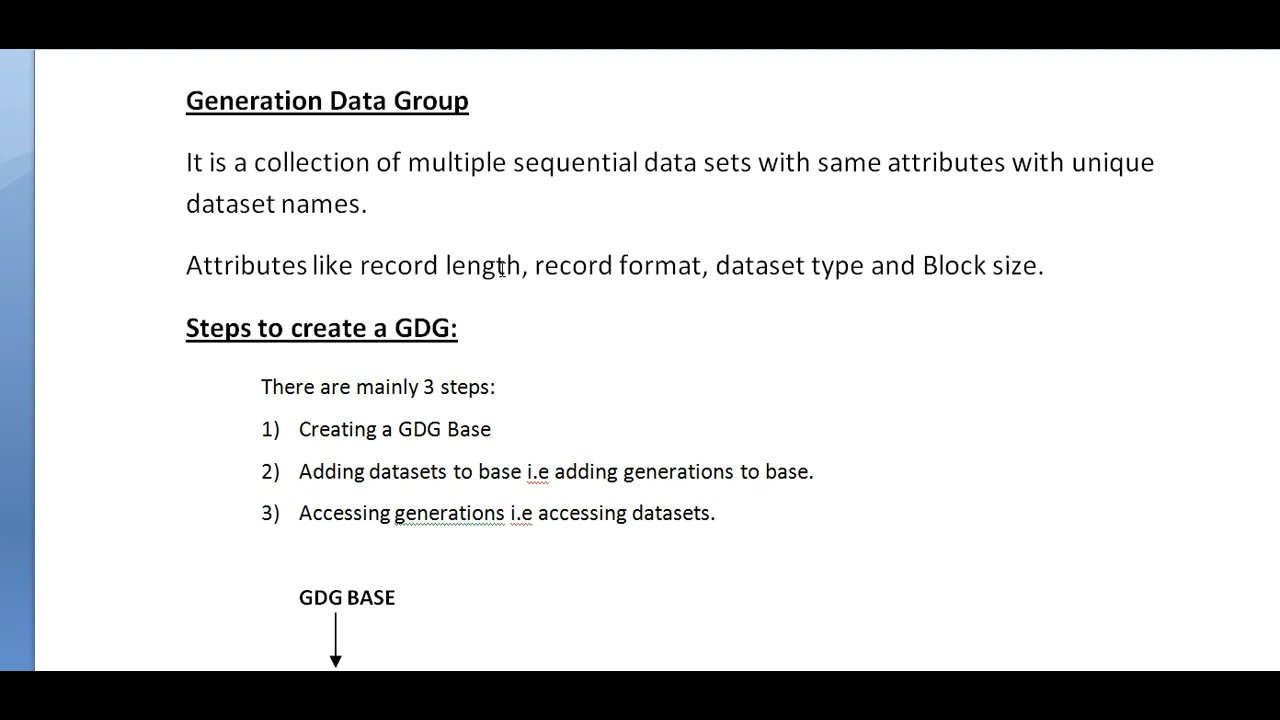 Generation Data Group
It is a collection of multiple sequential data sets with same attributes with unique
dataset names.
Attributes like record length, record format, dataset type and Block size.
Steps to create a GDG:
There are mainly 3 steps:
1) Creating a GDG Base
2) Adding datasets to base i.e adding generations to base.
3) Accessing generations i.e accessing datasets.
GDG BASE